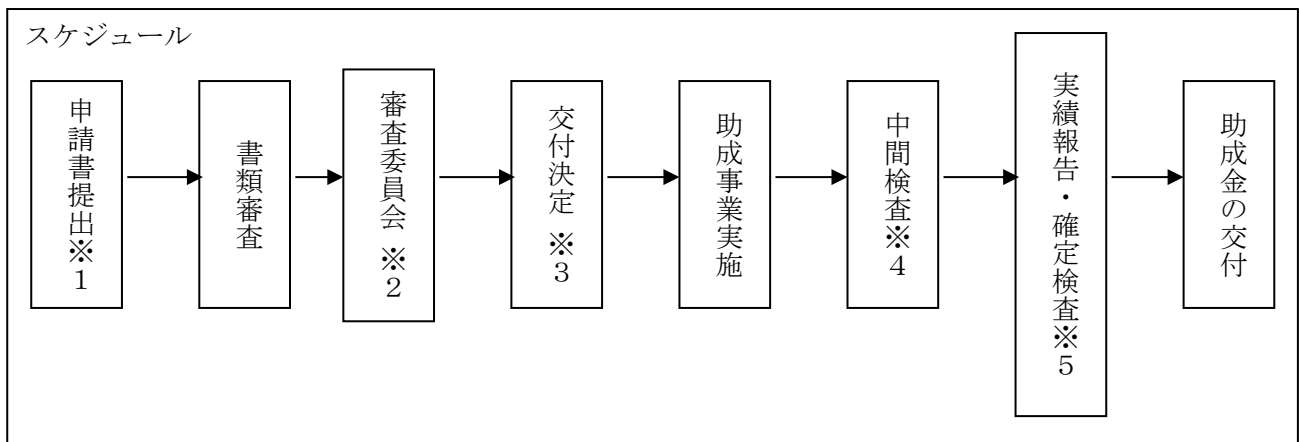 スケジュール
申請書提出※１
書類審査
審査委員会 ※２
交付決定 ※３
助成事業実施
中間検査※４
実績報告・確定検査※５
助成金の交付